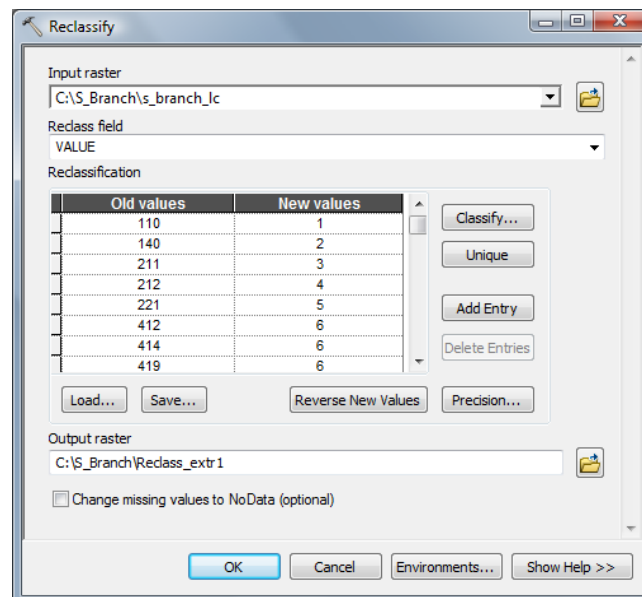 Reclassify
Input raster
C:\S_Branch\s_branch_lc
Reclass field
VALUE
Reclassification
Old values New values
110 1
140 2
211 3
212 4
221 5
412 6
414 6
419 6
Classify...
Unique
Add Entry
Delete Entries
Load... Save... Reverse New Values Precision...
Output raster
C:\S_Branch\Reclass_extr1
Change missing values to NoData (optional)
OK Cancel Environments... Show Help >>